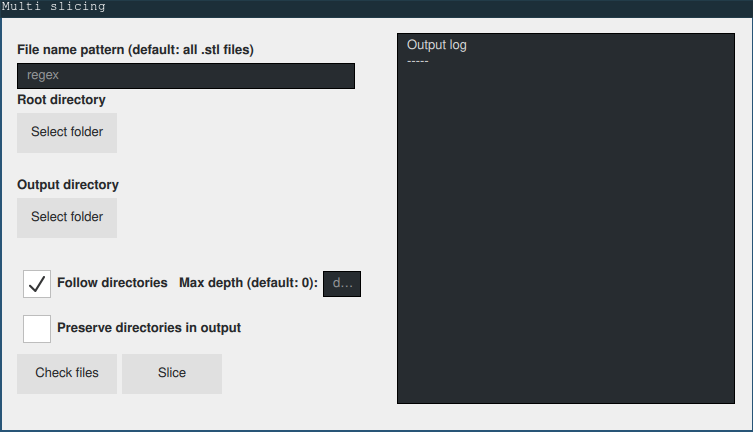 Multi slicing
File name pattern (default: all .stl files)
regex
Root directory
Select folder
Output directory
Select folder
Follow directories Max depth (default: 0): d...
Preserve directories in output
Check files Slice
Output log
-----